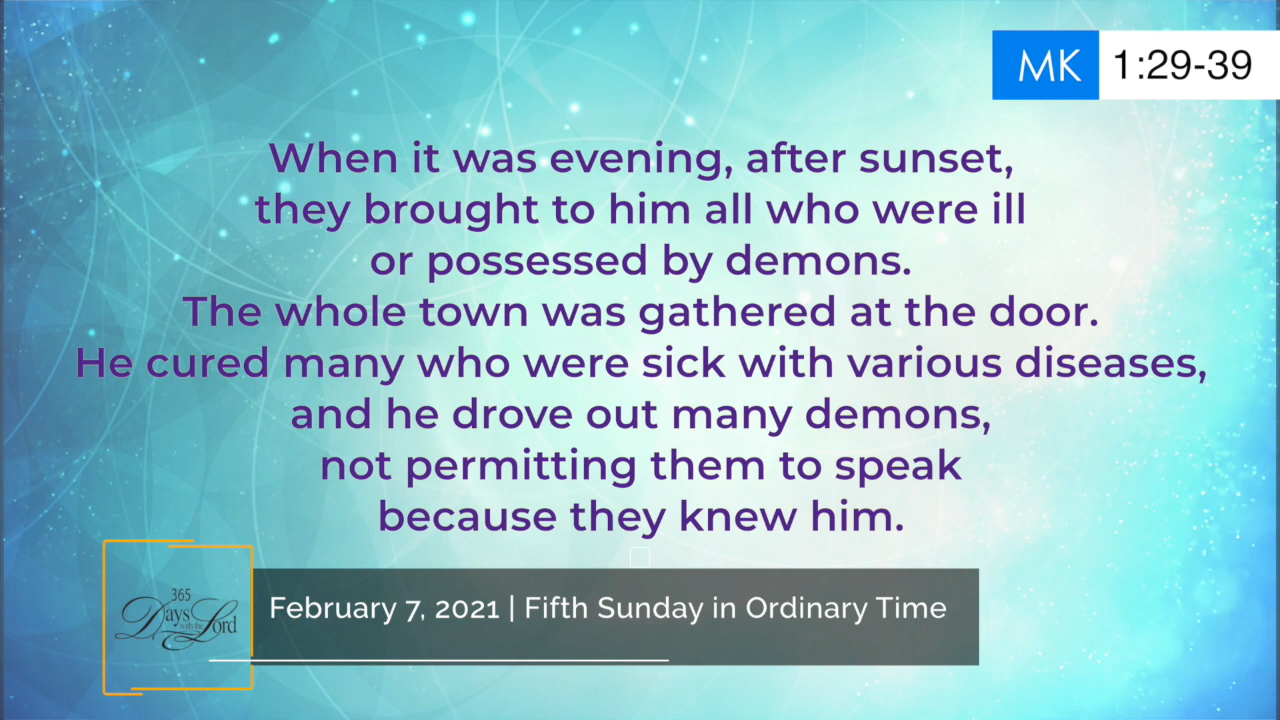 MK 1:29-39
When it was evening, after sunset,
they brought to him all who were ill
or possessed by demons.
The whole town was gathered at the door.
He cured many who were sick with various diseases,
and he drove out many demons,
not permitting them to speak
because they knew him.
365
Days with the Lord
February 7, 2021 | Fifth Sunday in Ordinary Time